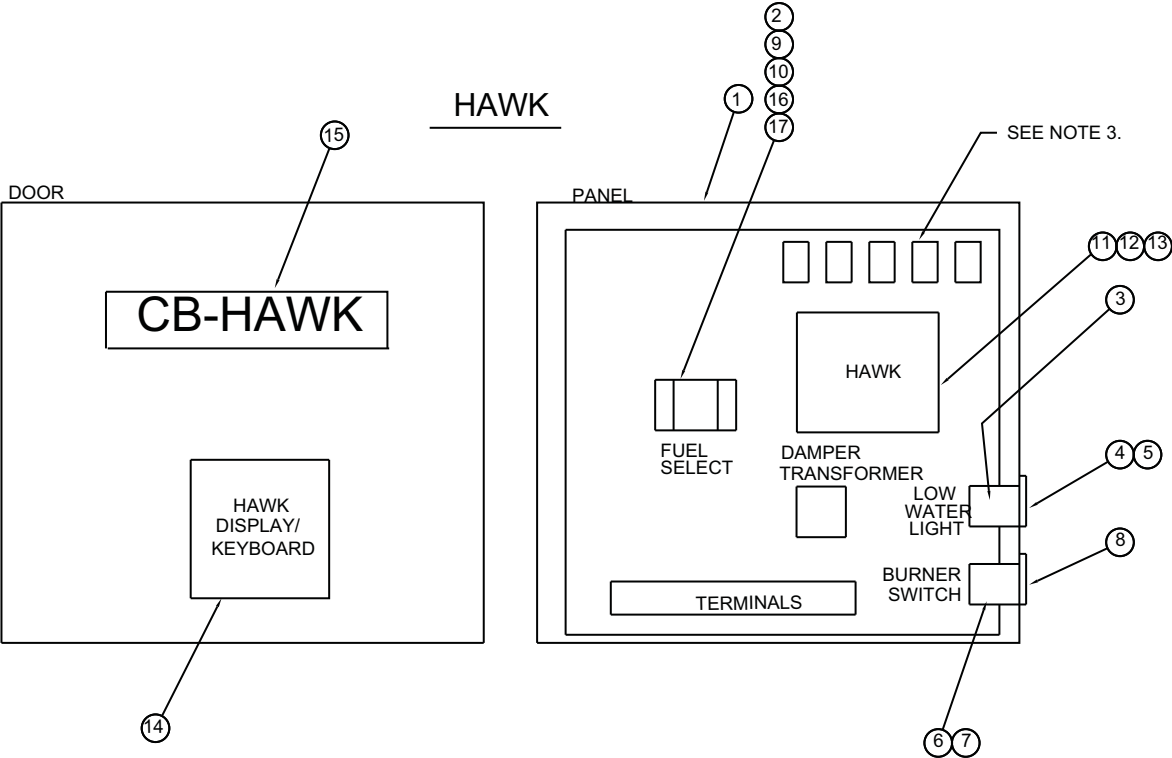 HAWK
2
9
10
16
17
1
15
SEE NOTE 3.
DOOR
PANEL
11 12 13
3
CB-HAWK
HAWK
FUEL
SELECT
DAMPER
TRANSFORMER
LOW
WATER
LIGHT
4 5
HAWK
DISPLAY/
KEYBOARD
BURNER
SWITCH
8
TERMINALS
14
6 7